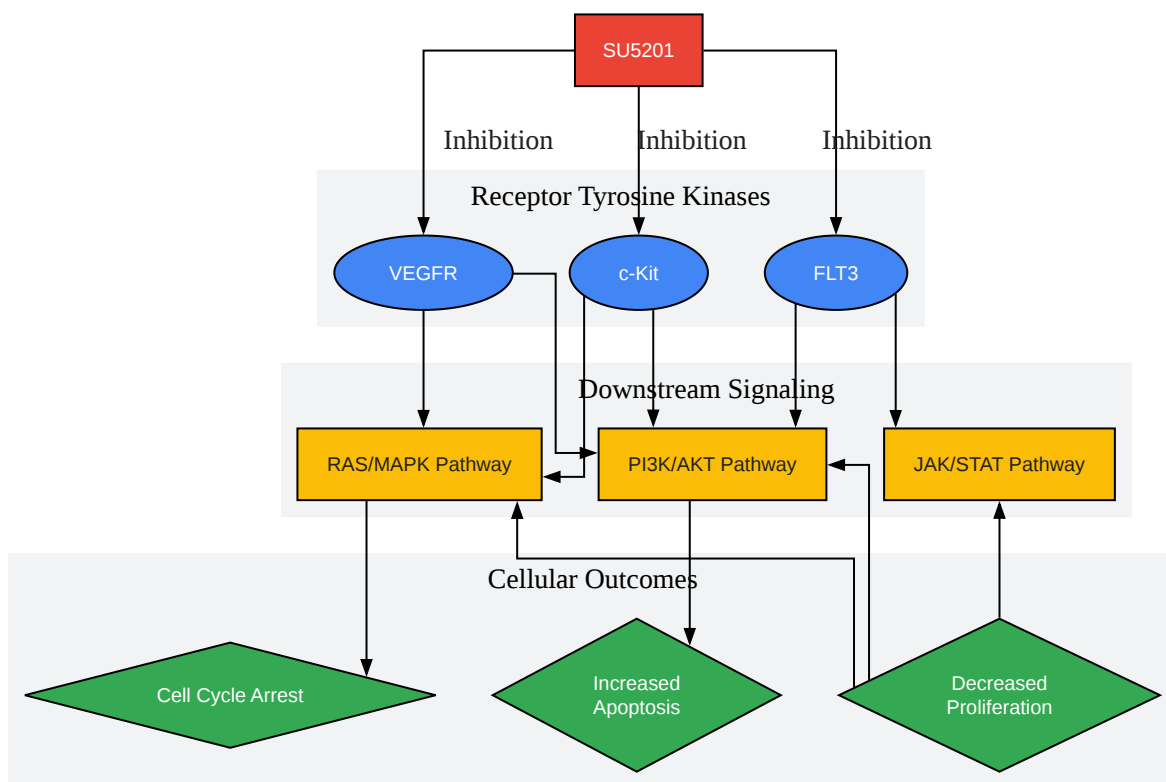 SU5201
Inhibition
Inhibition
Inhibition
Receptor Tyrosine Kinases
VEGFR
c-Kit
FLT3
Downstream Signaling
RAS/MAPK Pathway
PI3K/AKT Pathway
JAK/STAT Pathway
Cellular Outcomes
Cell Cycle Arrest
Increased
Apoptosis
Decreased
Proliferation